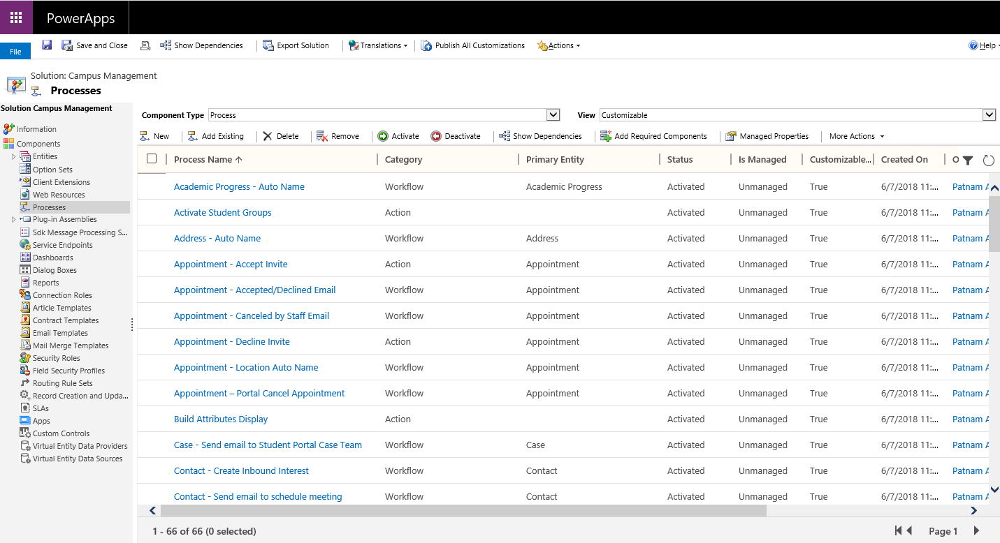 PowerApps
File Save and Close Show Dependencies Export Solution Translations Publish All Customizations Actions Help
Solution: Campus Management
Processes
Solution Campus Management
Information
Components
Entities
Option Sets
Client Extensions
Web Resources
Processes
Plug-in Assemblies
Sdk Message Processing S...
Service Endpoints
Dashboards
Dialog Boxes
Reports
Connection Roles
Article Templates
Contract Templates
Email Templates
Mail Merge Templates
Security Roles
Field Security Profiles
Routing Rule Sets
Record Creation and Upda...
SLAs
Apps
Custom Controls
Virtual Entity Data Providers
Virtual Entity Data Sources
Component Type Process View Customizable
New Add Existing Delete Remove Activate Deactivate Show Dependencies Add Required Components Managed Properties More Actions
Process Name Category Primary Entity Status Is Managed Customizable... Created On O
Academic Progress - Auto Name Workflow Academic Progress Activated Unmanaged True 6/7/2018 11:... Patnam A
Activate Student Groups Action Activated Unmanaged True 6/7/2018 11:... Patnam A
Address - Auto Name Workflow Address Activated Unmanaged True 6/7/2018 11:... Patnam A
Appointment - Accept Invite Action Appointment Activated Unmanaged True 6/7/2018 11:... Patnam A
Appointment - Accepted/Declined Email Workflow Appointment Activated Unmanaged True 6/7/2018 11:... Patnam A
Appointment - Canceled by Staff Email Workflow Appointment Activated Unmanaged True 6/7/2018 11:... Patnam A
Appointment - Decline Invite Action Appointment Activated Unmanaged True 6/7/2018 11:... Patnam A
Appointment - Location Auto Name Workflow Appointment Activated Unmanaged True 6/7/2018 11:... Patnam A
Appointment – Portal Cancel Appointment Workflow Appointment Activated Unmanaged True 6/7/2018 11:... Patnam A
Build Attributes Display Action Activated Unmanaged True 6/7/2018 11:... Patnam A
Case - Send email to Student Portal Case Team Workflow Case Activated Unmanaged True 6/7/2018 11:... Patnam A
Contact - Create Inbound Interest Workflow Contact Activated Unmanaged True 6/7/2018 11:... Patnam A
Contact - Send email to schedule meeting Workflow Contact Activated Unmanaged True 6/7/2018 11:... Patnam A
1 - 66 of 66 (0 selected) Page 1